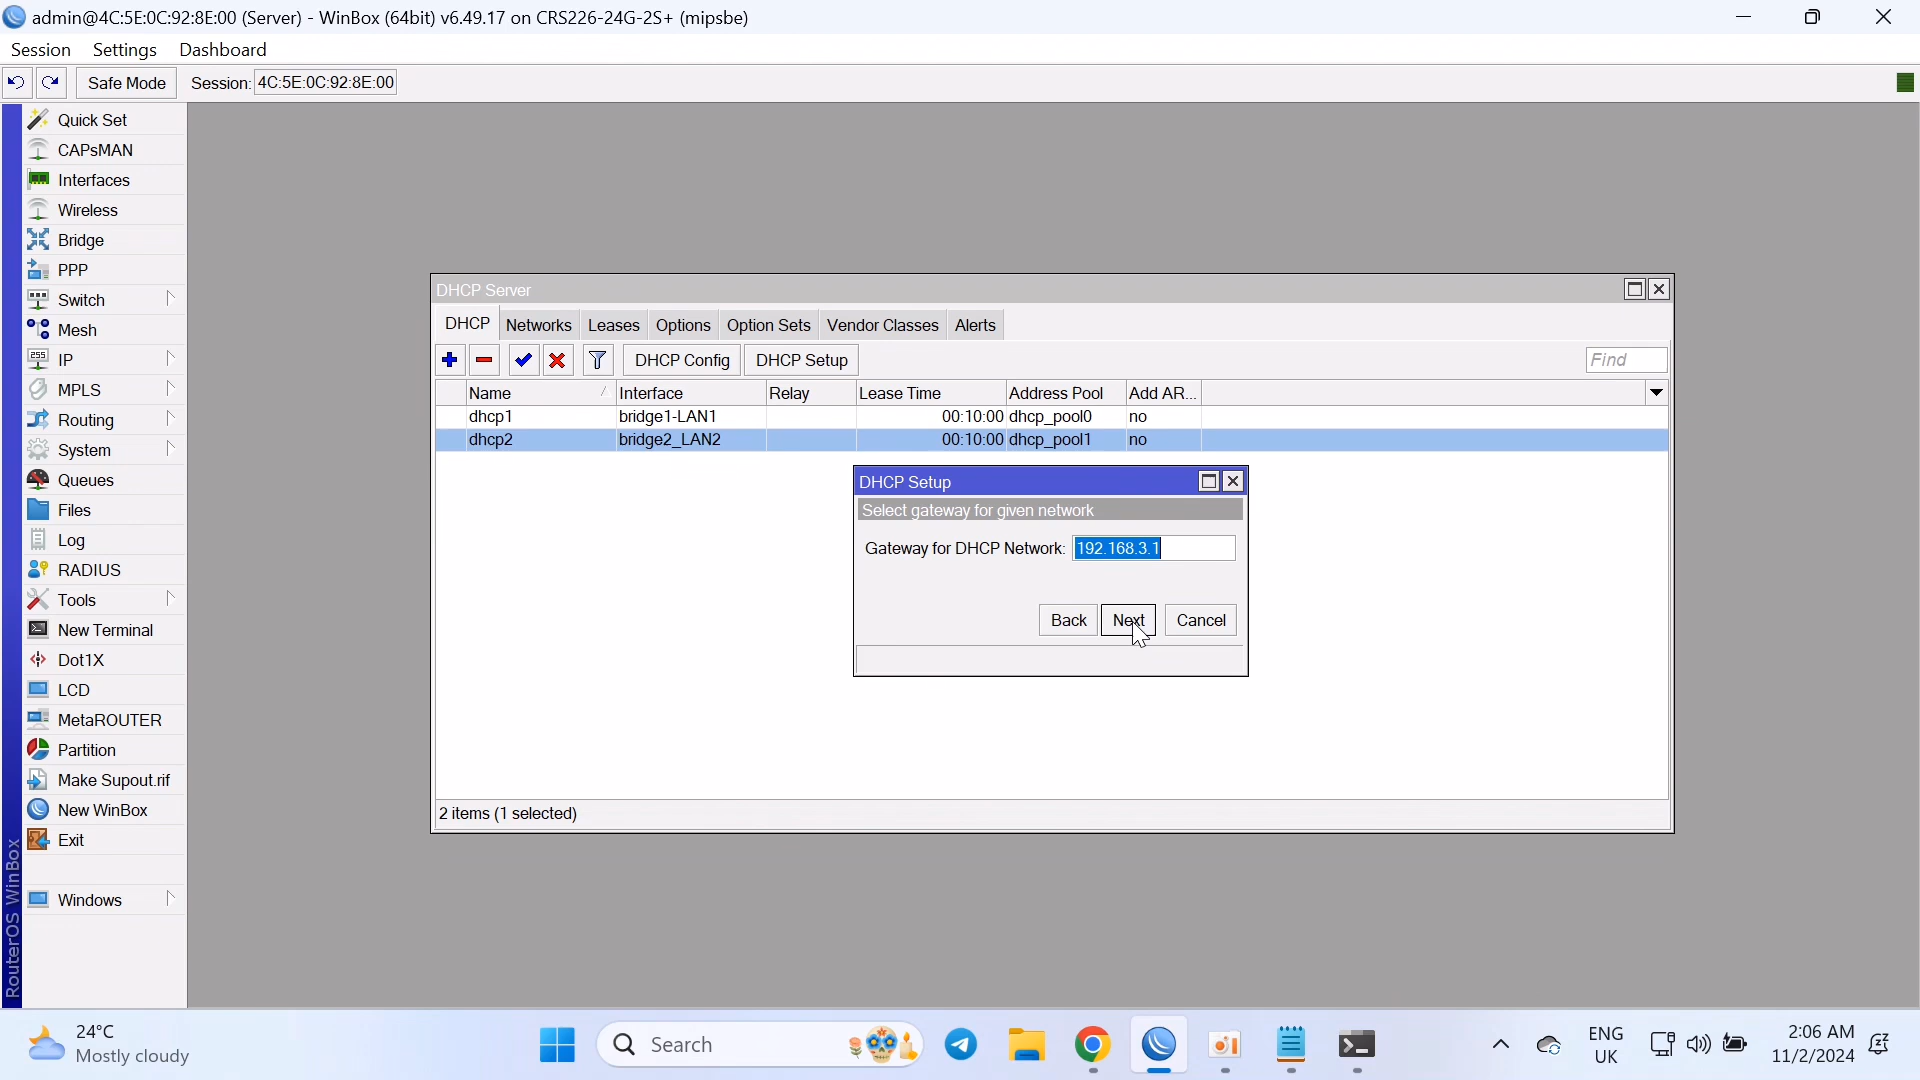 admin@4C:5E:0C:92:8E:00 (Server) - WinBox (64bit) v6.49.17 on CRS226-24G-2S+ (mipsbe)
Session Settings Dashboard
Safe Mode Session: 4C:5E:0C:92:8E:00
Quick Set
CAPsMAN
Interfaces
Wireless
Bridge
PPP
Switch
Mesh
IP
MPLS
Routing
System
Queues
Files
Log
RADIUS
Tools
New Terminal
Dot1X
LCD
MetaROUTER
Partition
Make Supout.rif
New WinBox
Exit
Windows
RouterOS WinBox
DHCP Server
DHCP Networks Leases Options Option Sets Vendor Classes Alerts
DHCP Config DHCP Setup Find
Name Interface Relay Lease Time Address Pool Add AR...
dhcp1 bridge1-LAN1 00:10:00 dhcp_pool0 no
dhcp2 bridge2_LAN2 00:10:00 dhcp_pool1 no
DHCP Setup
Select gateway for given network
Gateway for DHCP Network: 192.168.3.1
Back Next Cancel
2 items (1 selected)
24°C
Mostly cloudy
Search
ENG
UK
2:06 AM
11/2/2024